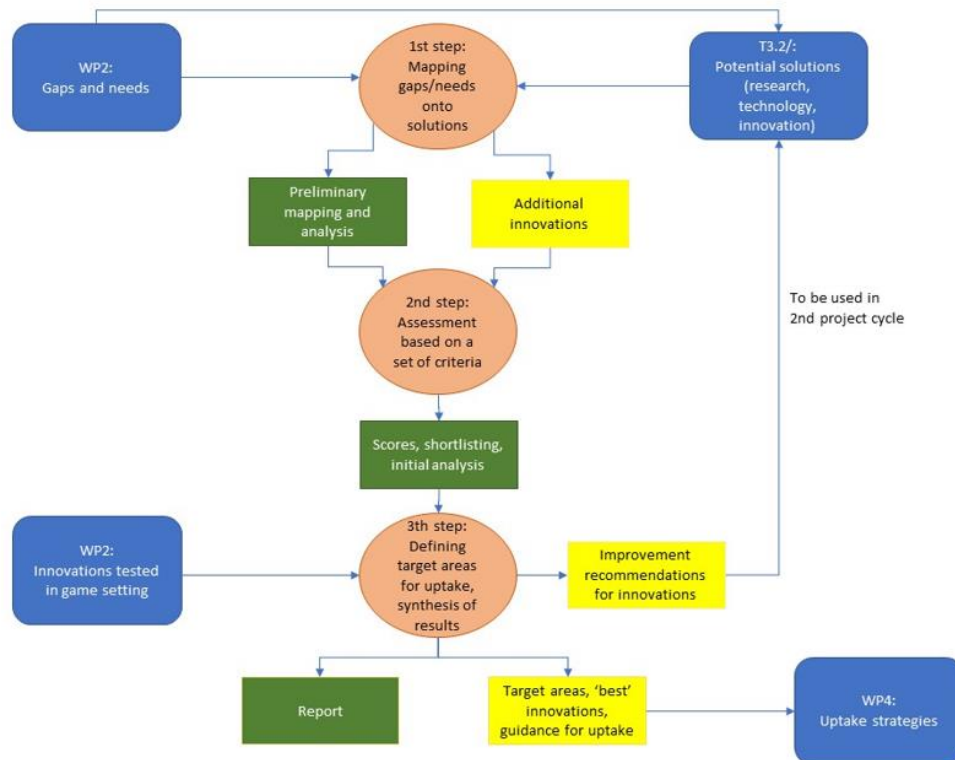 WP2:
Gaps and needs
1st step:
Mapping
gaps/needs
onto
solutions
T3.2/:
Potential solutions
(research,
technology,
innovation)
Preliminary
mapping and
analysis
Additional
innovations
2nd step:
Assessment
based on a
set of criteria
To be used in
2nd project cycle
Scores, shortlisting,
initial analysis
WP2:
Innovations tested
in game setting
3th step:
Defining
target areas
for uptake,
synthesis of
results
Improvement
recommendations
for innovations
Report
Target areas, ‘best’
innovations,
guidance for uptake
WP4:
Uptake strategies